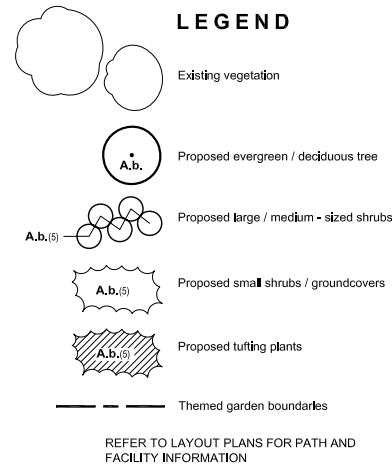 LEGEND
Existing vegetation
A.b.
Proposed evergreen / deciduous tree
A.b.(5)
Proposed large / medium - sized shrubs
A.b.(5)
Proposed small shrubs / groundcovers
A.b.(5)
Proposed tufting plants
Themed garden boundaries
REFER TO LAYOUT PLANS FOR PATH AND
FACILITY INFORMATION